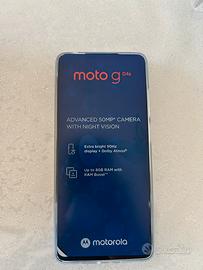 moto g 04s
ADVANCED 50MP* CAMERA
WITH NIGHT VISION
Extra bright 90Hz
display + Dolby Atmos®
Up to 8GB RAM with
RAM Boost**
motorola